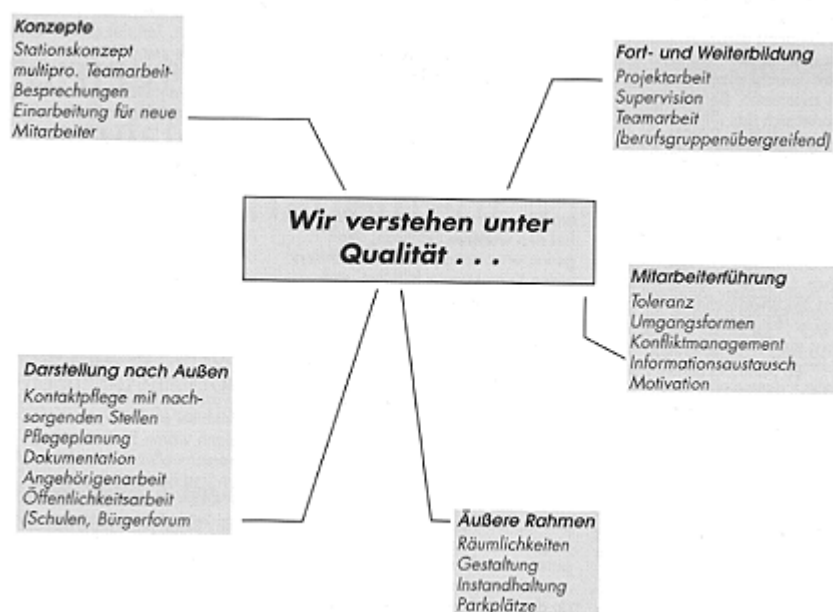 Konzepte
Stationskonzept
multipro. Teamarbeit-
Besprechungen
Einarbeitung für neue
Mitarbeiter
Fort- und Weiterbildung
Projektarbeit
Supervision
Teamarbeit
(berufsgruppenübergreifend)
Wir verstehen unter
Qualität . . .
Mitarbeiterführung
Toleranz
Umgangsformen
Konfliktmanagement
Informationsaustausch
Motivation
Darstellung nach Außen
Kontaktpflege mit nach-
sorgenden Stellen
Pflegeplanung
Dokumentation
Angehörigenarbeit
Öffentlichkeitsarbeit
(Schulen, Bürgerforum
Äußere Rahmen
Räumlichkeiten
Gestaltung
Instandhaltung
Parkplätze